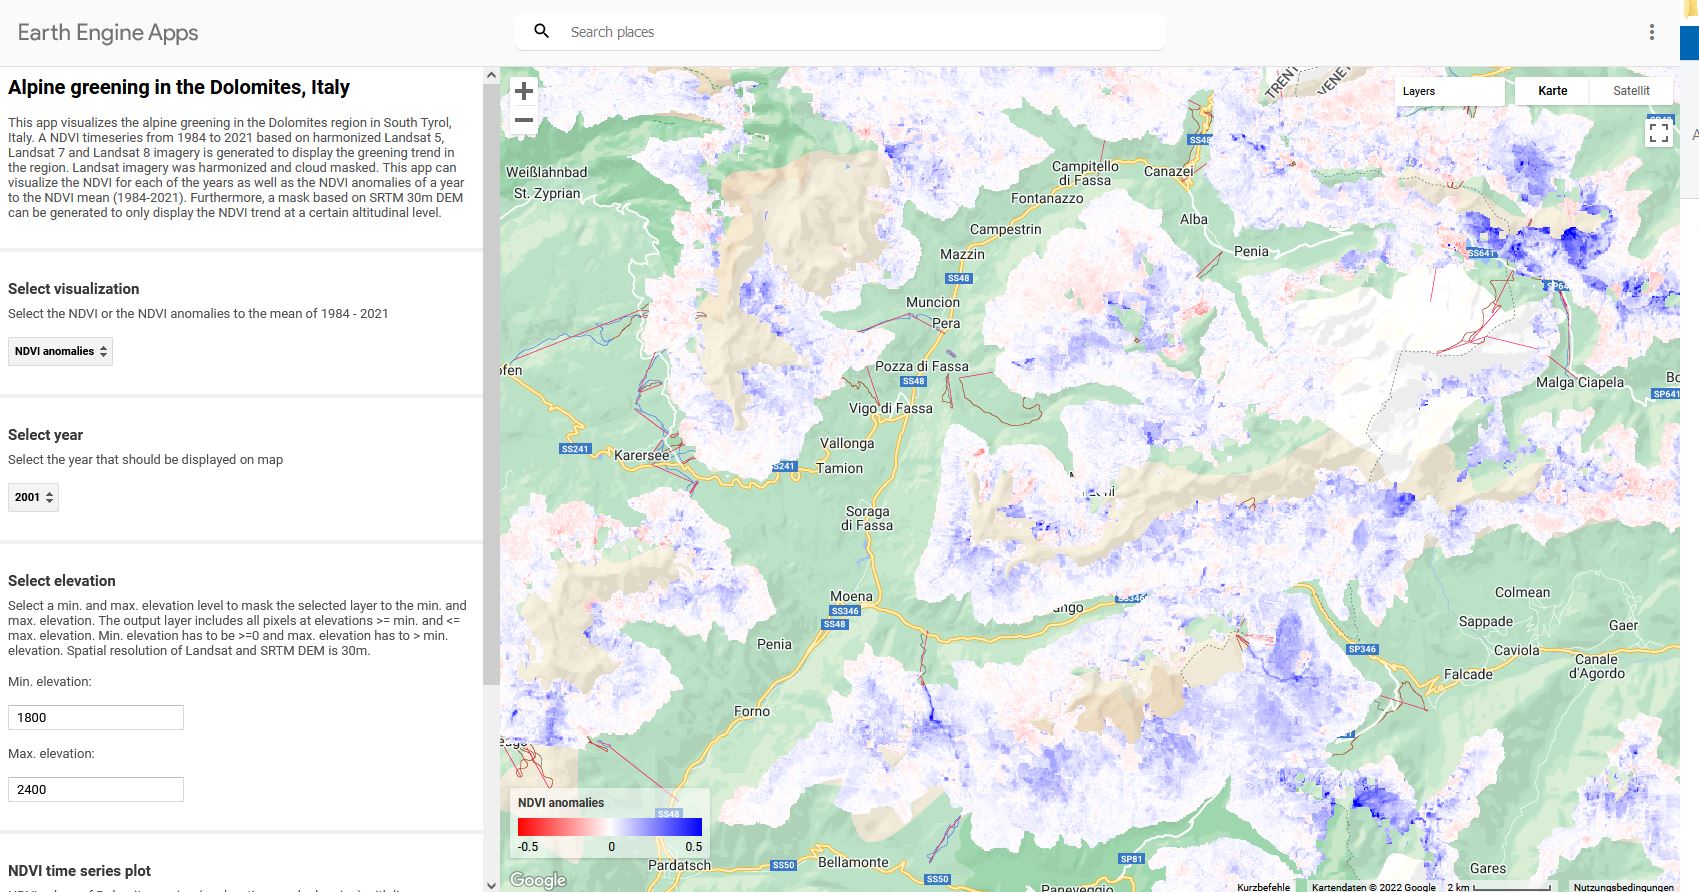 Earth Engine Apps
Search places
Alpine greening in the Dolomites, Italy
This app visualizes the alpine greening in the Dolomites region in South Tyrol,
Italy. A NDVI timeseries from 1984 to 2021 based on harmonized Landsat 5,
Landsat 7 and Landsat 8 imagery is generated to display the greening trend in
the region. Landsat imagery was harmonized and cloud masked. This app can
visualize the NDVI for each of the years as well as the NDVI anomalies of a year
to the NDVI mean (1984-2021). Furthermore, a mask based on SRTM 30m DEM
can be generated to only display the NDVI trend at a certain altitudinal level.
Select visualization
Select the NDVI or the NDVI anomalies to the mean of 1984 - 2021
NDVI anomalies
Select year
Select the year that should be displayed on map
2001
Select elevation
Select a min. and max. elevation level to mask the selected layer to the min. and
max. elevation. The output layer includes all pixels at elevations >= min. and <=
max. elevation. Min. elevation has to be >=0 and max. elevation has to > min.
elevation. Spatial resolution of Landsat and SRTM DEM is 30m.
Min. elevation:
1800
Max. elevation:
2400
NDVI time series plot
Layers
Karte
Satellit
Weißlahnbad
St. Zyprian
Campitello
di Fassa
Canazei
SS48
Fontanazzo
Alba
Campestrin
Penia
SS641
Mazzin
SS48
Muncion
Pera
Pozza di Fassa
SS48
Malga Ciapela
SP641
Vigo di Fassa
Vallonga
SS241
Karersee
S241
Tamion
Soraga
di Fassa
Moena
SS346
SS48
SS346
Colmean
Sappade
Gaer
Caviola
SP346
Canale
d'Agordo
Falcade
Penia
Forno
SS48
Pardatsch
SS50
Bellamonte
SS50
SP81
Paneveggio
Gares
NDVI anomalies
-0.5 0 0.5
Google
Kurzbefehle
Kartendaten © 2022 Google
2 km
Nutzungsbedingungen